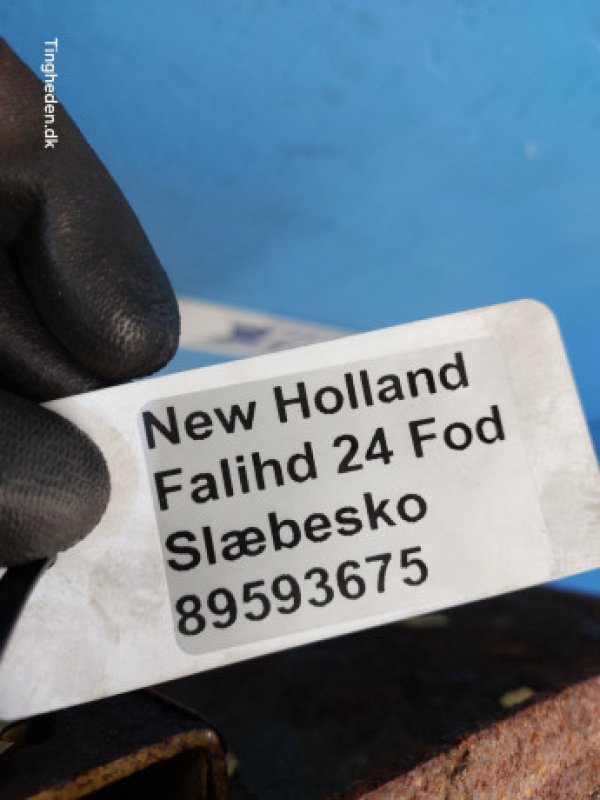 Tingheden.dk
New Holland
Falihd 24 Fod
Slæbesko
89593675